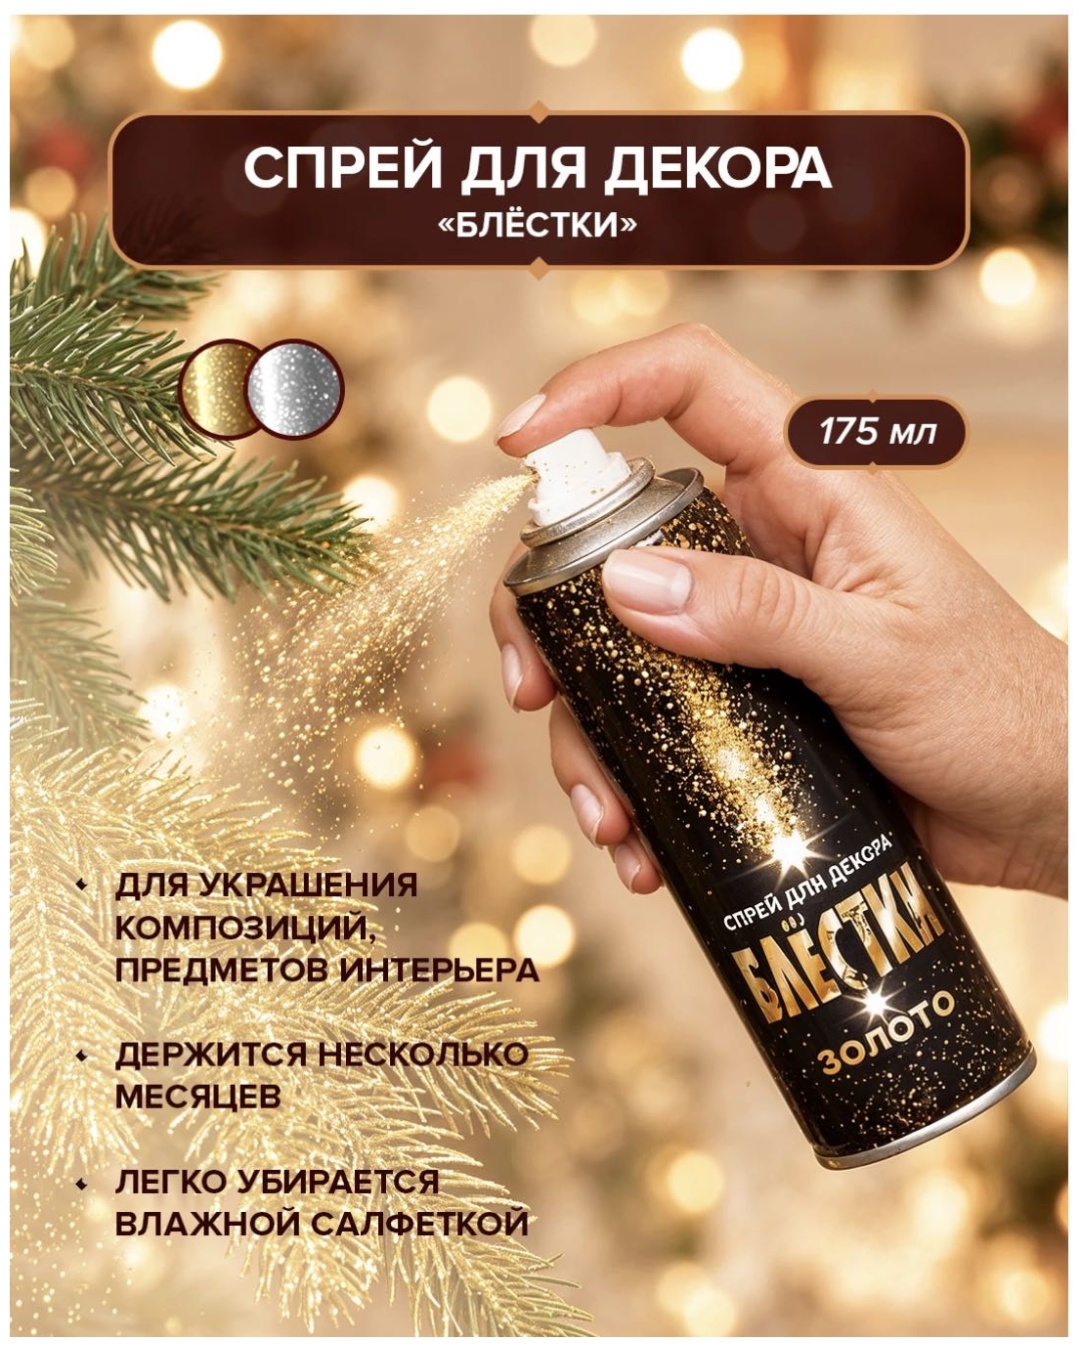 СПРЕЙ ДЛЯ ДЕКОРА
«БЛЁСТКИ»
175 мл
СПРЕЙ ДЛН ДЕКОРА
БЛЁСТКИ
ЗОЛОТО
ДЛЯ УКРАШЕНИЯ
КОМПОЗИЦИЙ,
ПРЕДМЕТОВ ИНТЕРЬЕРА
ДЕРЖИТСЯ НЕСКОЛЬКО
МЕСЯЦЕВ
ЛЕГКО УБИРАЕТСЯ
ВЛАЖНОЙ САЛФЕТКОЙ